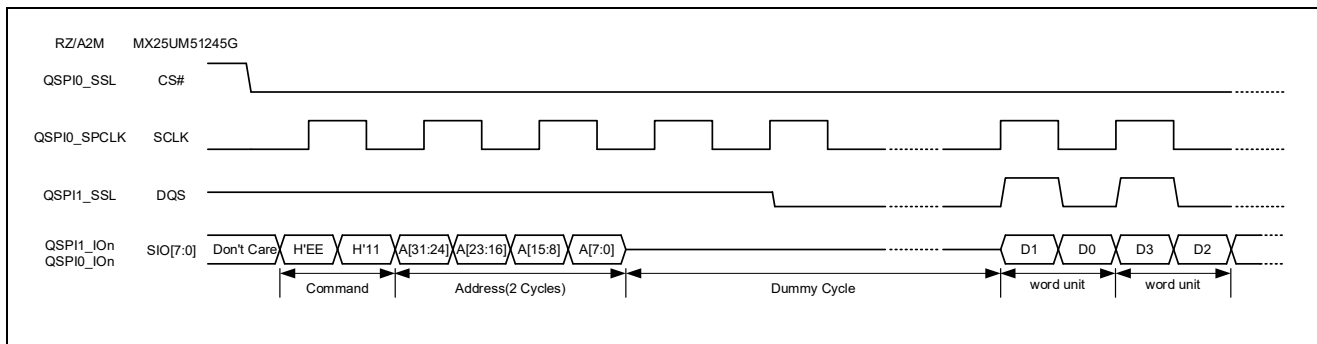 RZ/A2M MX25UM51245G
QSPI0_SSL CS#
QSPI0_SPCLK SCLK
QSPI1_SSL DQS
QSPI1_IOn
QSPI0_IOn SIO[7:0] Don't Care H'EE H'11 A[31:24] A[23:16] A[15:8] A[7:0] D1 D0 D3 D2
Command Address(2 Cycles) Dummy Cycle word unit word unit